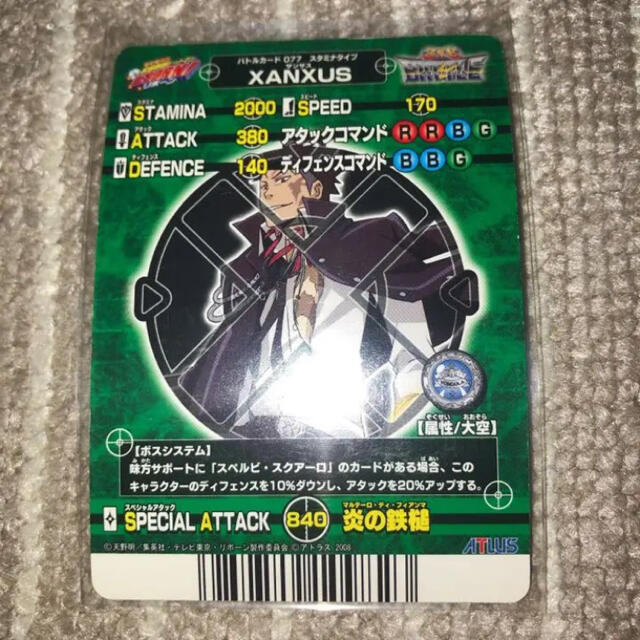 バトルカード 077 スタミナタイプ
ザンザス
XANXUS
BATTLE
スタミナ
STAMINA 2000
スピード
SPEED 170
アタック
ATTACK 380 アタックコマンド R R B G
ディフェンス
DEFENCE 140 ディフェンスコマンド B B G
ぞくせい おおぞら
【属性/大空】
【ボスシステム】
みかた ばあい
味方サポートに「スペルビ・スクアーロ」のカードがある場合、この
キャラクターのディフェンスを10%ダウンし、アタックを20%アップする。
スペシャルアタック
SPECIAL ATTACK 840
マルテーロ・ディ・フィアンマ
炎の鉄槌
©天野明/集英社・テレビ東京・リボーン製作委員会 ©アトラス 2008
ATLUS